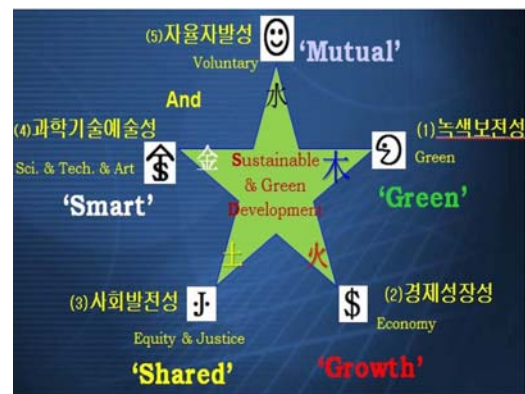 (5)자율자발성
Voluntary
'Mutual'
And
水
(4)과학기술예술성
Sci. & Tech. & Art
'Smart'
金
Sustainable
& Green
Development
木
(1)녹색보전성
Green
'Green'
土
火
(3)사회발전성
J
Equity & Justice
'Shared'
$
(2)경제성장성
Economy
'Growth'